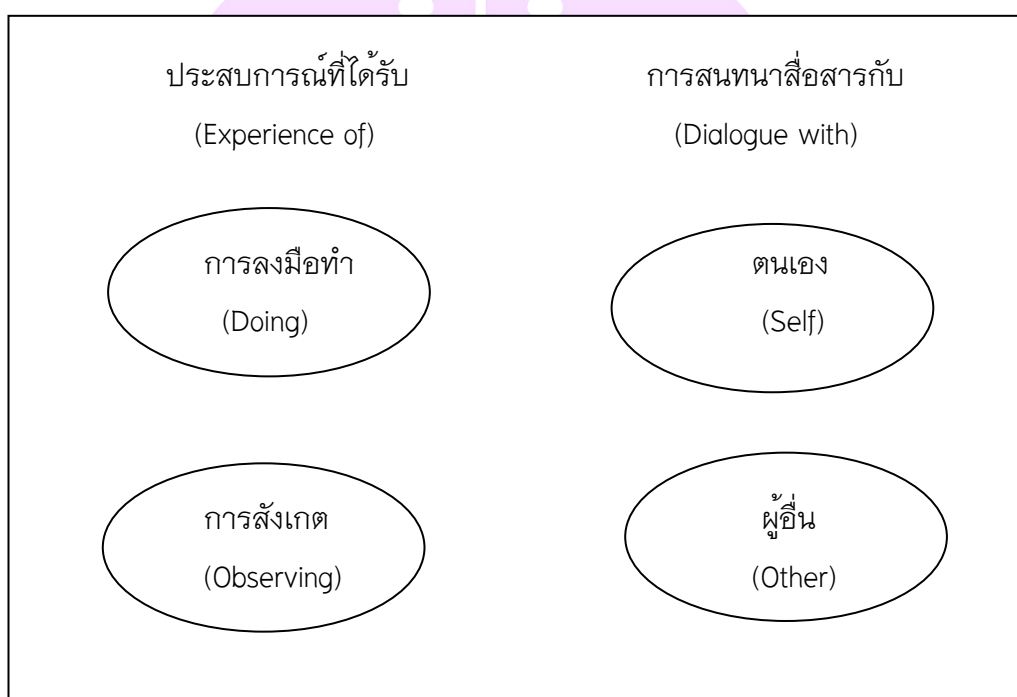 ประสบการณ์ที่ได้รับ
(Experience of)
การสนทนาสื่อสารกับ
(Dialogue with)
การลงมือทำ
(Doing)
ตนเอง
(Self)
การสังเกต
(Observing)
ผู้อื่น
(Other)